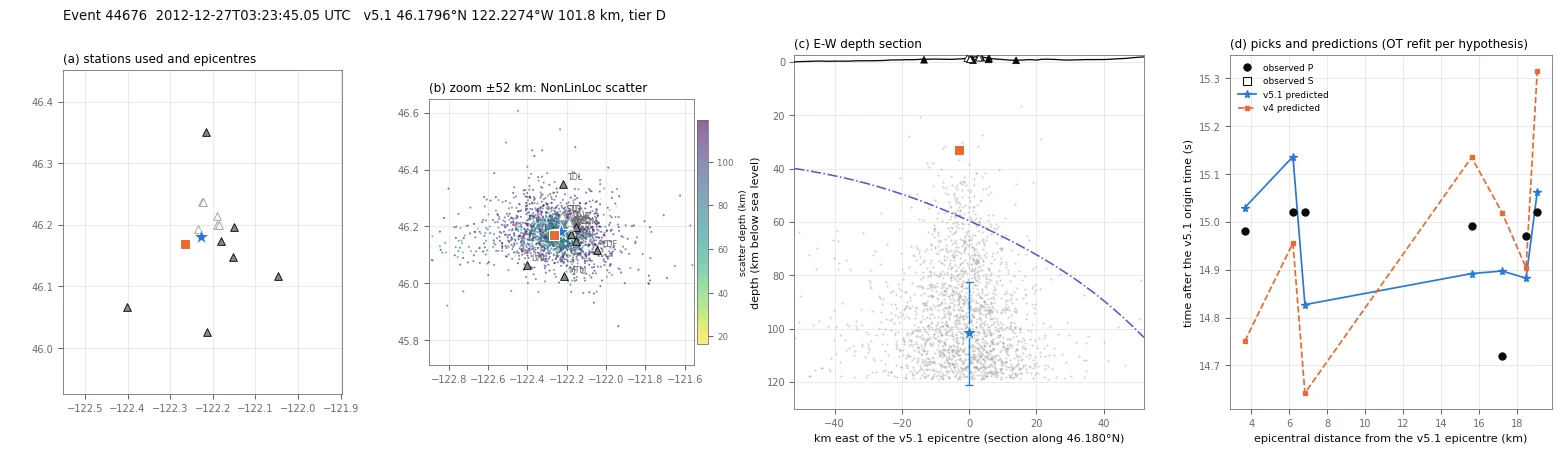 Event 44676 2012-12-27T03:23:45.05 UTC v5.1 46.1796°N 122.2274°W 101.8 km, tier D
(a) stations used and epicentres
46.4
46.3
46.2
46.1
46.0
−122.5 −122.4 −122.3 −122.2 −122.1 −122.0 −121.9
(b) zoom ±52 km: NonLinLoc scatter
46.6
46.4
46.2
46.0
45.8
−122.8 −122.6 −122.4 −122.2 −122.0 −121.8 −121.6
100
80
60
40
20
scatter depth (km)
(c) E-W depth section
0
20
40
60
80
100
120
depth (km below sea level)
−40 −20 0 20 40
km east of the v5.1 epicentre (section along 46.180°N)
(d) picks and predictions (OT refit per hypothesis)
observed P
observed S
v5.1 predicted
v4 predicted
15.3
15.2
15.1
15.0
14.9
14.8
14.7
time after the v5.1 origin time (s)
4 6 8 10 12 14 16 18
epicentral distance from the v5.1 epicentre (km)